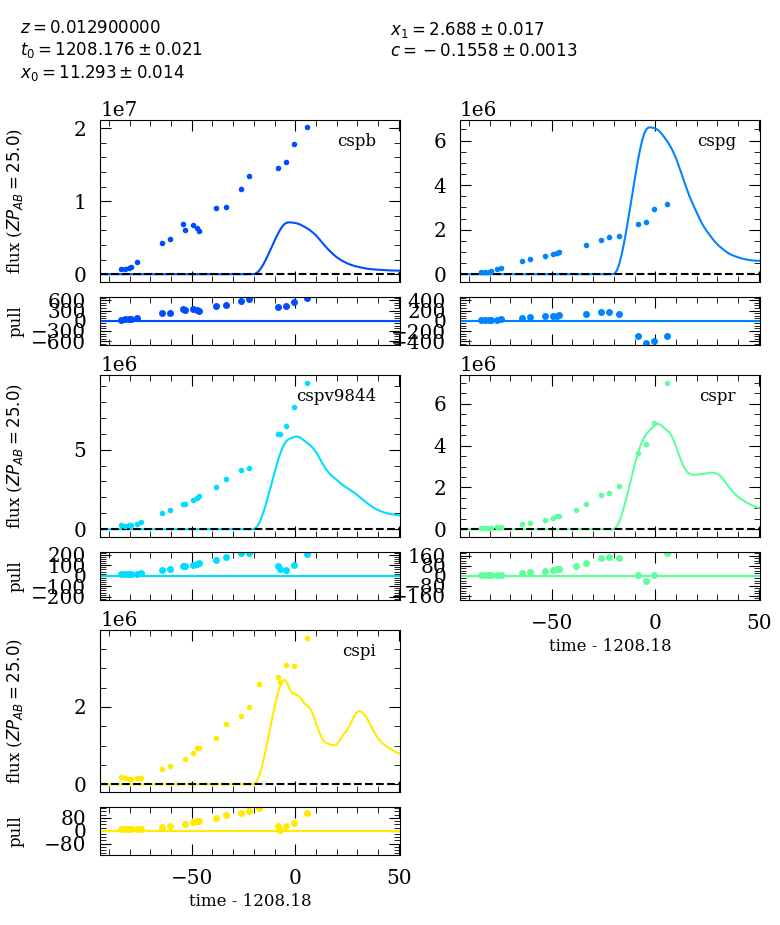 z = 0.012900000
t₀ = 1208.176 ± 0.021
x₀ = 11.293 ± 0.014
x₁ = 2.688 ± 0.017
c = −0.1558 ± 0.0013
1e7
cspb
flux (ZP_AB = 25.0)
2
1
0
1e6
cspg
6
4
2
0
pull
600
300
0
−300
−600
400
200
0
−200
−400
1e6
cspv9844
flux (ZP_AB = 25.0)
5
0
1e6
cspr
6
4
2
0
pull
200
100
0
−100
−200
160
80
0
−80
−160
−50 0 50
time - 1208.18
1e6
cspi
flux (ZP_AB = 25.0)
2
0
pull
80
0
−80
−50 0 50
time - 1208.18